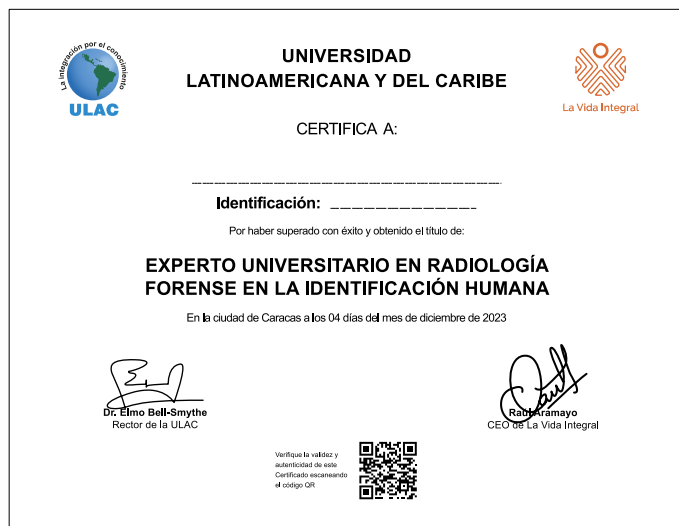 La integración por el conocimiento
ULAC
UNIVERSIDAD
LATINOAMERICANA Y DEL CARIBE
La Vida Integral
CERTIFICA A:
Identificación:
Por haber superado con éxito y obtenido el título de:
EXPERTO UNIVERSITARIO EN RADIOLOGÍA
FORENSE EN LA IDENTIFICACIÓN HUMANA
En la ciudad de Caracas a los 04 días del mes de diciembre de 2023
Dr. Elmo Bell-Smythe
Rector de la ULAC
Raúl Aramayo
CEO de La Vida Integral
Verifique la validez y
autenticidad de este
Certificado escaneando
el código QR